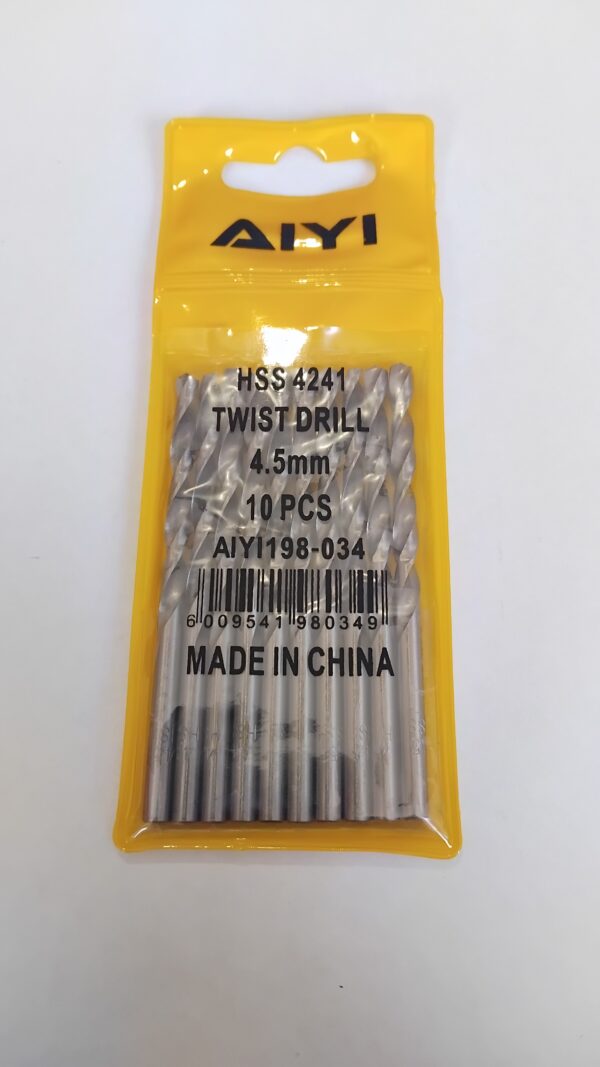 AIYI
HSS 4241
TWIST DRILL
4.5mm
10 PCS
AIYI198-034
6 009541 980349
MADE IN CHINA